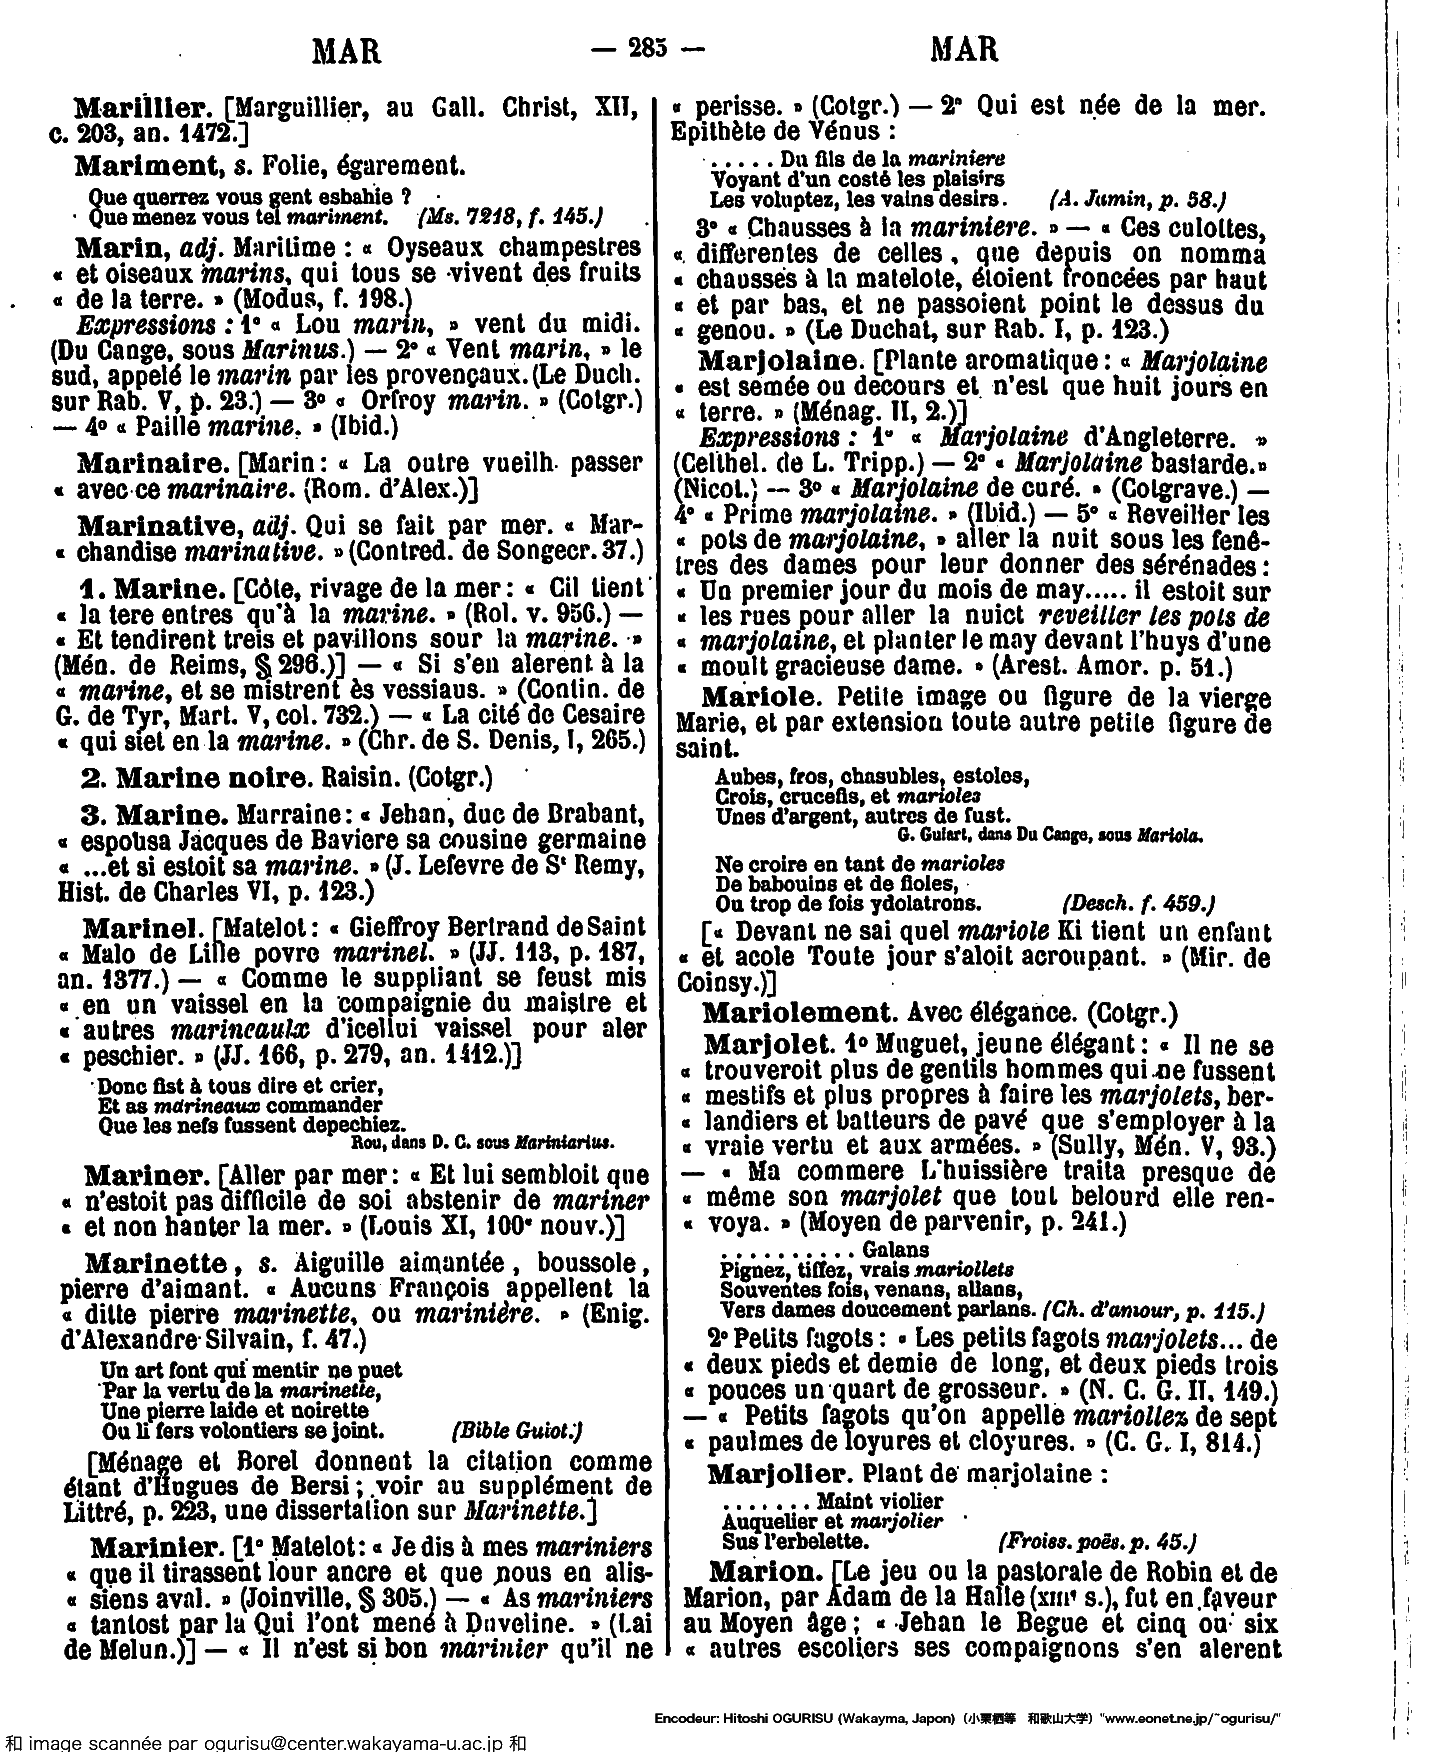 MAR — 285 — MAR
Marillier. [Marguillier, au Gall. Christ, XII,
c. 203, an. 1472.]
Mariment, s. Folie, égarement.
Que querrez vous gent esbahie ?
Que menez vous tel mariment. (Ms. 7218, f. 145.)
Marin, adj. Maritime : « Oyseaux champestres
« et oiseaux marins, qui tous se vivent des fruits
« de la terre. » (Modus, f. 198.)
Expressions : 1° « Lou marin, » vent du midi.
(Du Cange, sous Marinus.) — 2° « Vent marin, » le
sud, appelé le marin par les provençaux. (Le Duch.
sur Rab. V, p. 23.) — 3° « Orfroy marin. » (Cotgr.)
— 4° « Paille marine. » (Ibid.)
Marinaire. [Marin : « La outre vueilh passer
« avec ce marinaire. (Rom. d'Alex.)]
Marinative, adj. Qui se fait par mer. « Mar-
« chandise marinative. » (Contred. de Songecr. 37.)
1. Marine. [Côte, rivage de la mer : « Cil tient
« la tere entres qu'à la marine. » (Rol. v. 956.) —
« Et tendirent treis et pavillons sour la marine. »
(Mén. de Reims, § 296.)] — « Si s'en alerent à la
« marine, et se mistrent ès vessiaus. » (Contin. de
G. de Tyr, Mart. V, col. 732.) — « La cité de Cesaire
« qui siet en la marine. » (Chr. de S. Denis, I, 265.)
2. Marine noire. Raisin. (Cotgr.)
3. Marine. Marraine : « Jehan, duc de Brabant,
« espousa Jacques de Baviere sa cousine germaine
« ...et si estoit sa marine. » (J. Lefevre de St Remy,
Hist. de Charles VI, p. 123.)
Marinel. [Matelot : « Gieffroy Bertrand de Saint
« Malo de Lille povre marinel. » (JJ. 113, p. 187,
an. 1377.) — « Comme le suppliant se feust mis
« en un vaissel en la compaignie du maistre et
« autres marineaulx d'icellui vaissel pour aler
« peschier. » (JJ. 166, p. 279, an. 1412.)]
Donc fist à tous dire et crier,
Et as marineaux commander
Que les nefs fussent depechiez.
Rou, dans D. C. sous Mariniarius.
Mariner. [Aller par mer : « Et lui sembloit que
« n'estoit pas difficile de soi abstenir de mariner
« et non hanter la mer. » (Louis XI, 100e nouv.)]
Marinette, s. Aiguille aimantée, boussole,
pierre d'aimant. « Aucuns François appellent la
« ditte pierre marinette, ou marinière. » (Enig.
d'Alexandre Silvain, f. 47.)
Un art font qui mentir ne puet
Par la vertu de la marinette,
Une pierre laide et noirette
Ou li fers volontiers se joint. (Bible Guiot.)
[Ménage et Borel donnent la citation comme
étant d'Hugues de Bersi ; voir au supplément de
Littré, p. 223, une dissertation sur Marinette.]
Marinier. [1° Matelot : « Je dis à mes mariniers
« que il tirassent lour ancre et que nous en alis-
« siens aval. » (Joinville, § 305.) — « As mariniers
« tantost par la Qui l'ont mené à Duveline. » (Lai
de Melun.)] — « Il n'est si bon marinier qu'il ne
« perisse. » (Cotgr.) — 2° Qui est née de la mer.
Epithète de Vénus :
. . . . . Du fils de la mariniere
Voyant d'un costé les plaisirs
Les voluptez, les vains desirs. (A. Jamin, p. 58.)
3° « Chausses à la mariniere. » — « Ces culottes,
« differentes de celles, que depuis on nomma
« chausses à la matelote, étoient froncées par haut
« et par bas, et ne passoient point le dessus du
« genou. » (Le Duchat, sur Rab. I, p. 123.)
Marjolaine. [Plante aromatique : « Marjolaine
« est semée ou decours et n'est que huit jours en
« terre. » (Ménag. II, 2.)]
Expressions : 1° « Marjolaine d'Angleterre. »
(Celthel. de L. Tripp.) — 2° « Marjolaine bastarde. »
(Nicot.) — 3° « Marjolaine de curé. » (Cotgrave.) —
4° « Prime marjolaine. » (Ibid.) — 5° « Reveiller les
« pots de marjolaine, » aller la nuit sous les fenê-
tres des dames pour leur donner des sérénades :
« Un premier jour du mois de may..... il estoit sur
« les rues pour aller la nuict reveiller les pots de
« marjolaine, et planter le may devant l'huys d'une
« moult gracieuse dame. » (Arest. Amor. p. 51.)
Mariole. Petite image ou figure de la vierge
Marie, et par extension toute autre petite figure de
saint.
Aubes, fros, chasubles, estoles,
Crois, crucefis, et marioles
Unes d'argent, autres de fust.
G. Guiart, dans Du Cange, sous Mariola.
Ne croire en tant de marioles
De babouins et de fioles,
Ou trop de fois ydolatrons. (Desch. f. 459.)
[« Devant ne sai quel mariole Ki tient un enfant
« et acole Toute jour s'aloit acroupant. » (Mir. de
Coinsy.)]
Mariolement. Avec élégance. (Cotgr.)
Marjolet. 1° Muguet, jeune élégant : « Il ne se
« trouveroit plus de gentils hommes qui ne fussent
« mestifs et plus propres à faire les marjolets, ber-
« landiers et batteurs de pavé que s'employer à la
« vraie vertu et aux armées. » (Sully, Mén. V, 93.)
— « Ma commere L'huissière traita presque de
« même son marjolet que tout belourd elle ren-
« voya. » (Moyen de parvenir, p. 241.)
. . . . . . . . . . Galans
Pignez, tiffez, vrais mariollets
Souventes fois, venans, allans,
Vers dames doucement parlans. (Ch. d'amour, p. 115.)
2° Petits fagots : « Les petits fagots marjolets... de
« deux pieds et demie de long, et deux pieds trois
« pouces un quart de grosseur. » (N. C. G. II, 149.)
— « Petits fagots qu'on appelle mariollez de sept
« paulmes de loyures et cloyures. » (C. G. I, 814.)
Marjolier. Plant de marjolaine :
. . . . . . . Maint violier
Auquelier et marjolier
Sus l'erbelette. (Froiss. poës. p. 45.)
Marion. [Le jeu ou la pastorale de Robin et de
Marion, par Adam de la Halle (XIIIe s.), fut en faveur
au Moyen âge ; « Jehan le Begue et cinq ou six
« autres escoliers ses compaignons s'en alerent
Encodeur: Hitoshi OGURISU (Wakayma, Japon) (小栗栖等 和歌山大学) "www.eonet.ne.jp/~ogurisu/"
和 image scannée par ogurisu@center.wakayama-u.ac.jp 和